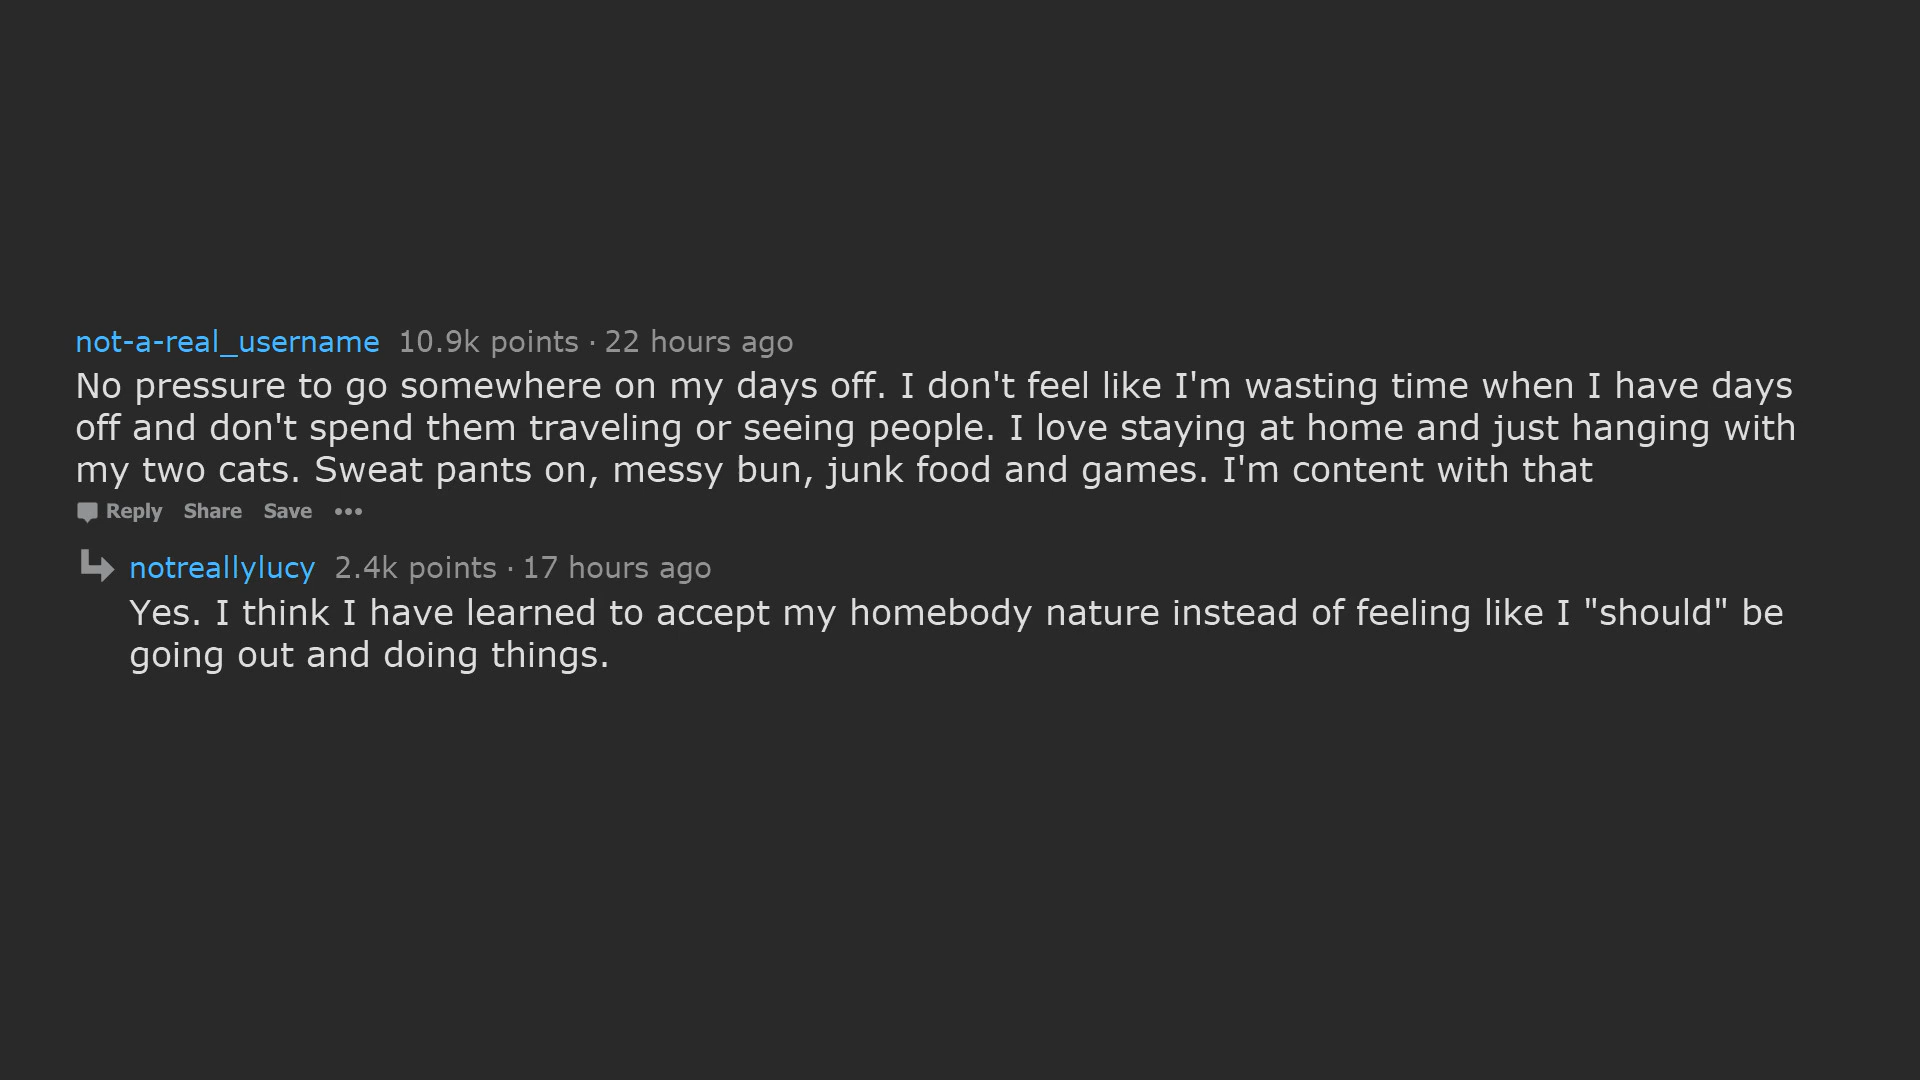 not-a-real_username 10.9k points · 22 hours ago
No pressure to go somewhere on my days off. I don't feel like I'm wasting time when I have days
off and don't spend them traveling or seeing people. I love staying at home and just hanging with
my two cats. Sweat pants on, messy bun, junk food and games. I'm content with that
Reply Share Save •••
notreallylucy 2.4k points · 17 hours ago
Yes. I think I have learned to accept my homebody nature instead of feeling like I "should" be
going out and doing things.